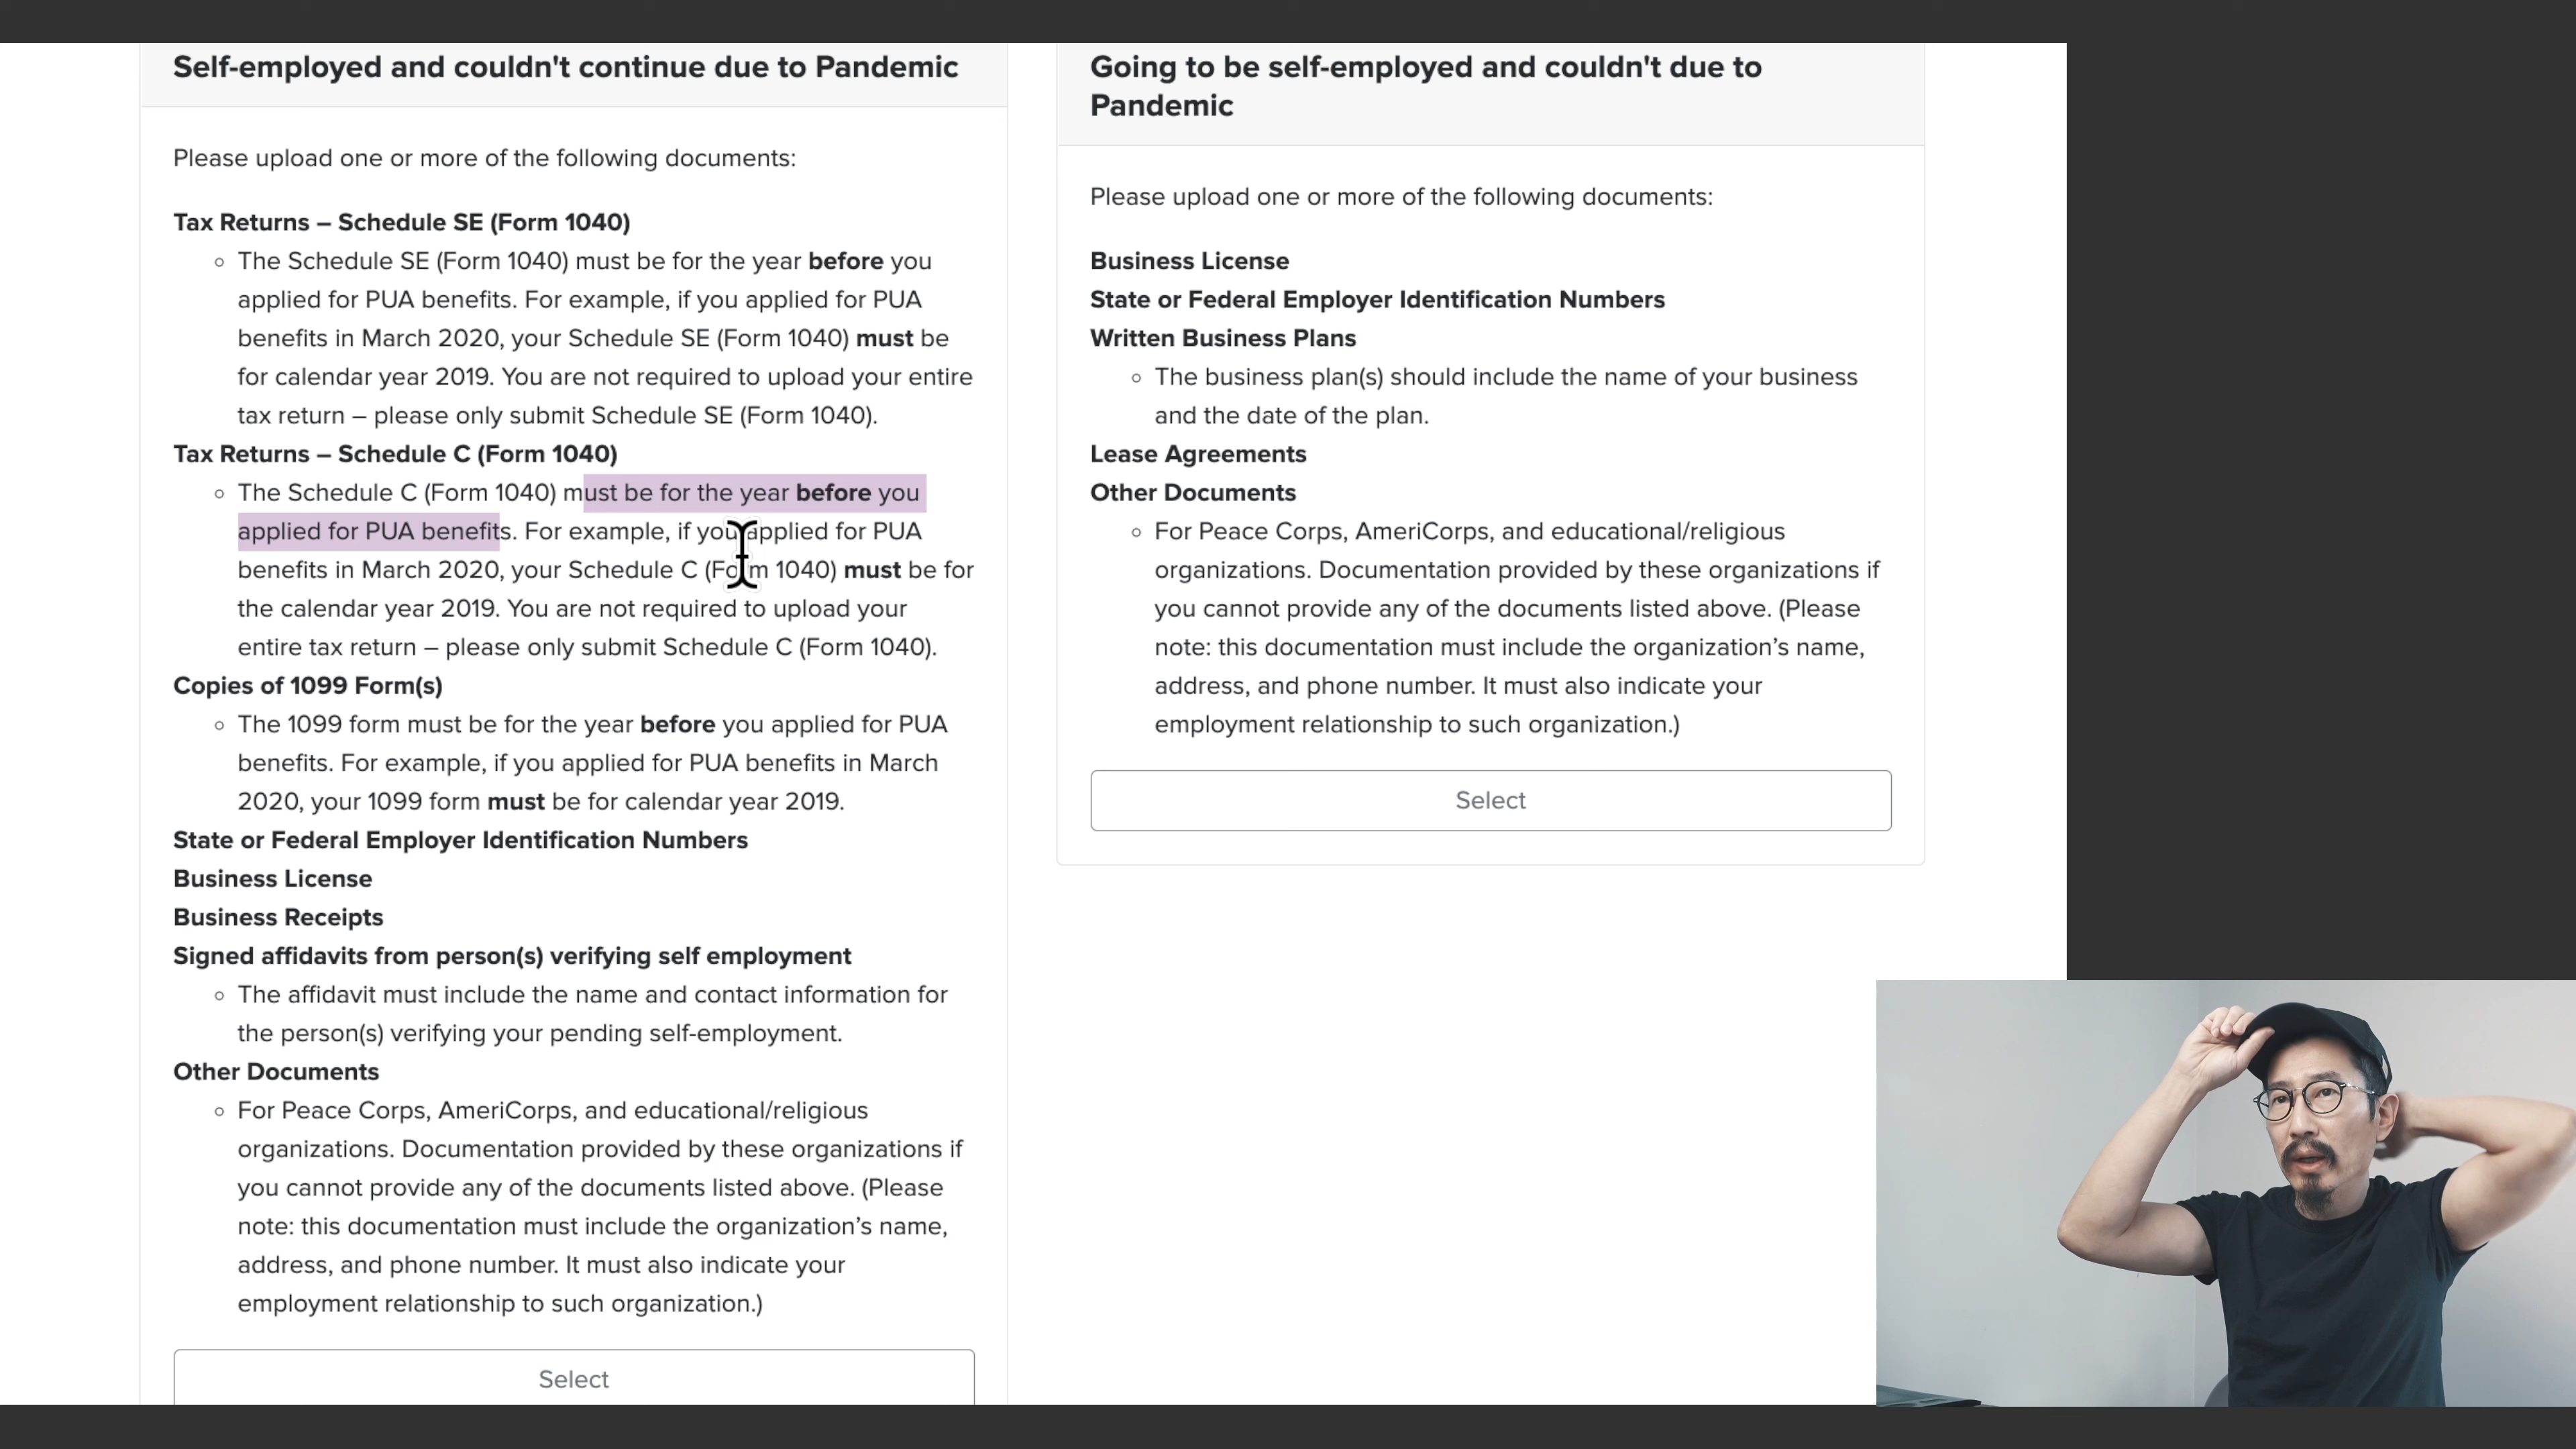 Self-employed and couldn't continue due to Pandemic
Please upload one or more of the following documents:
Tax Returns – Schedule SE (Form 1040)
The Schedule SE (Form 1040) must be for the year before you
applied for PUA benefits. For example, if you applied for PUA
benefits in March 2020, your Schedule SE (Form 1040) must be
for calendar year 2019. You are not required to upload your entire
tax return – please only submit Schedule SE (Form 1040).
Tax Returns – Schedule C (Form 1040)
The Schedule C (Form 1040) must be for the year before you
applied for PUA benefits. For example, if you applied for PUA
benefits in March 2020, your Schedule C (Form 1040) must be for
the calendar year 2019. You are not required to upload your
entire tax return – please only submit Schedule C (Form 1040).
Copies of 1099 Form(s)
The 1099 form must be for the year before you applied for PUA
benefits. For example, if you applied for PUA benefits in March
2020, your 1099 form must be for calendar year 2019.
State or Federal Employer Identification Numbers
Business License
Business Receipts
Signed affidavits from person(s) verifying self employment
The affidavit must include the name and contact information for
the person(s) verifying your pending self-employment.
Other Documents
For Peace Corps, AmeriCorps, and educational/religious
organizations. Documentation provided by these organizations if
you cannot provide any of the documents listed above. (Please
note: this documentation must include the organization’s name,
address, and phone number. It must also indicate your
employment relationship to such organization.)
Select
Going to be self-employed and couldn't due to
Pandemic
Please upload one or more of the following documents:
Business License
State or Federal Employer Identification Numbers
Written Business Plans
The business plan(s) should include the name of your business
and the date of the plan.
Lease Agreements
Other Documents
For Peace Corps, AmeriCorps, and educational/religious
organizations. Documentation provided by these organizations if
you cannot provide any of the documents listed above. (Please
note: this documentation must include the organization’s name,
address, and phone number. It must also indicate your
employment relationship to such organization.)
Select